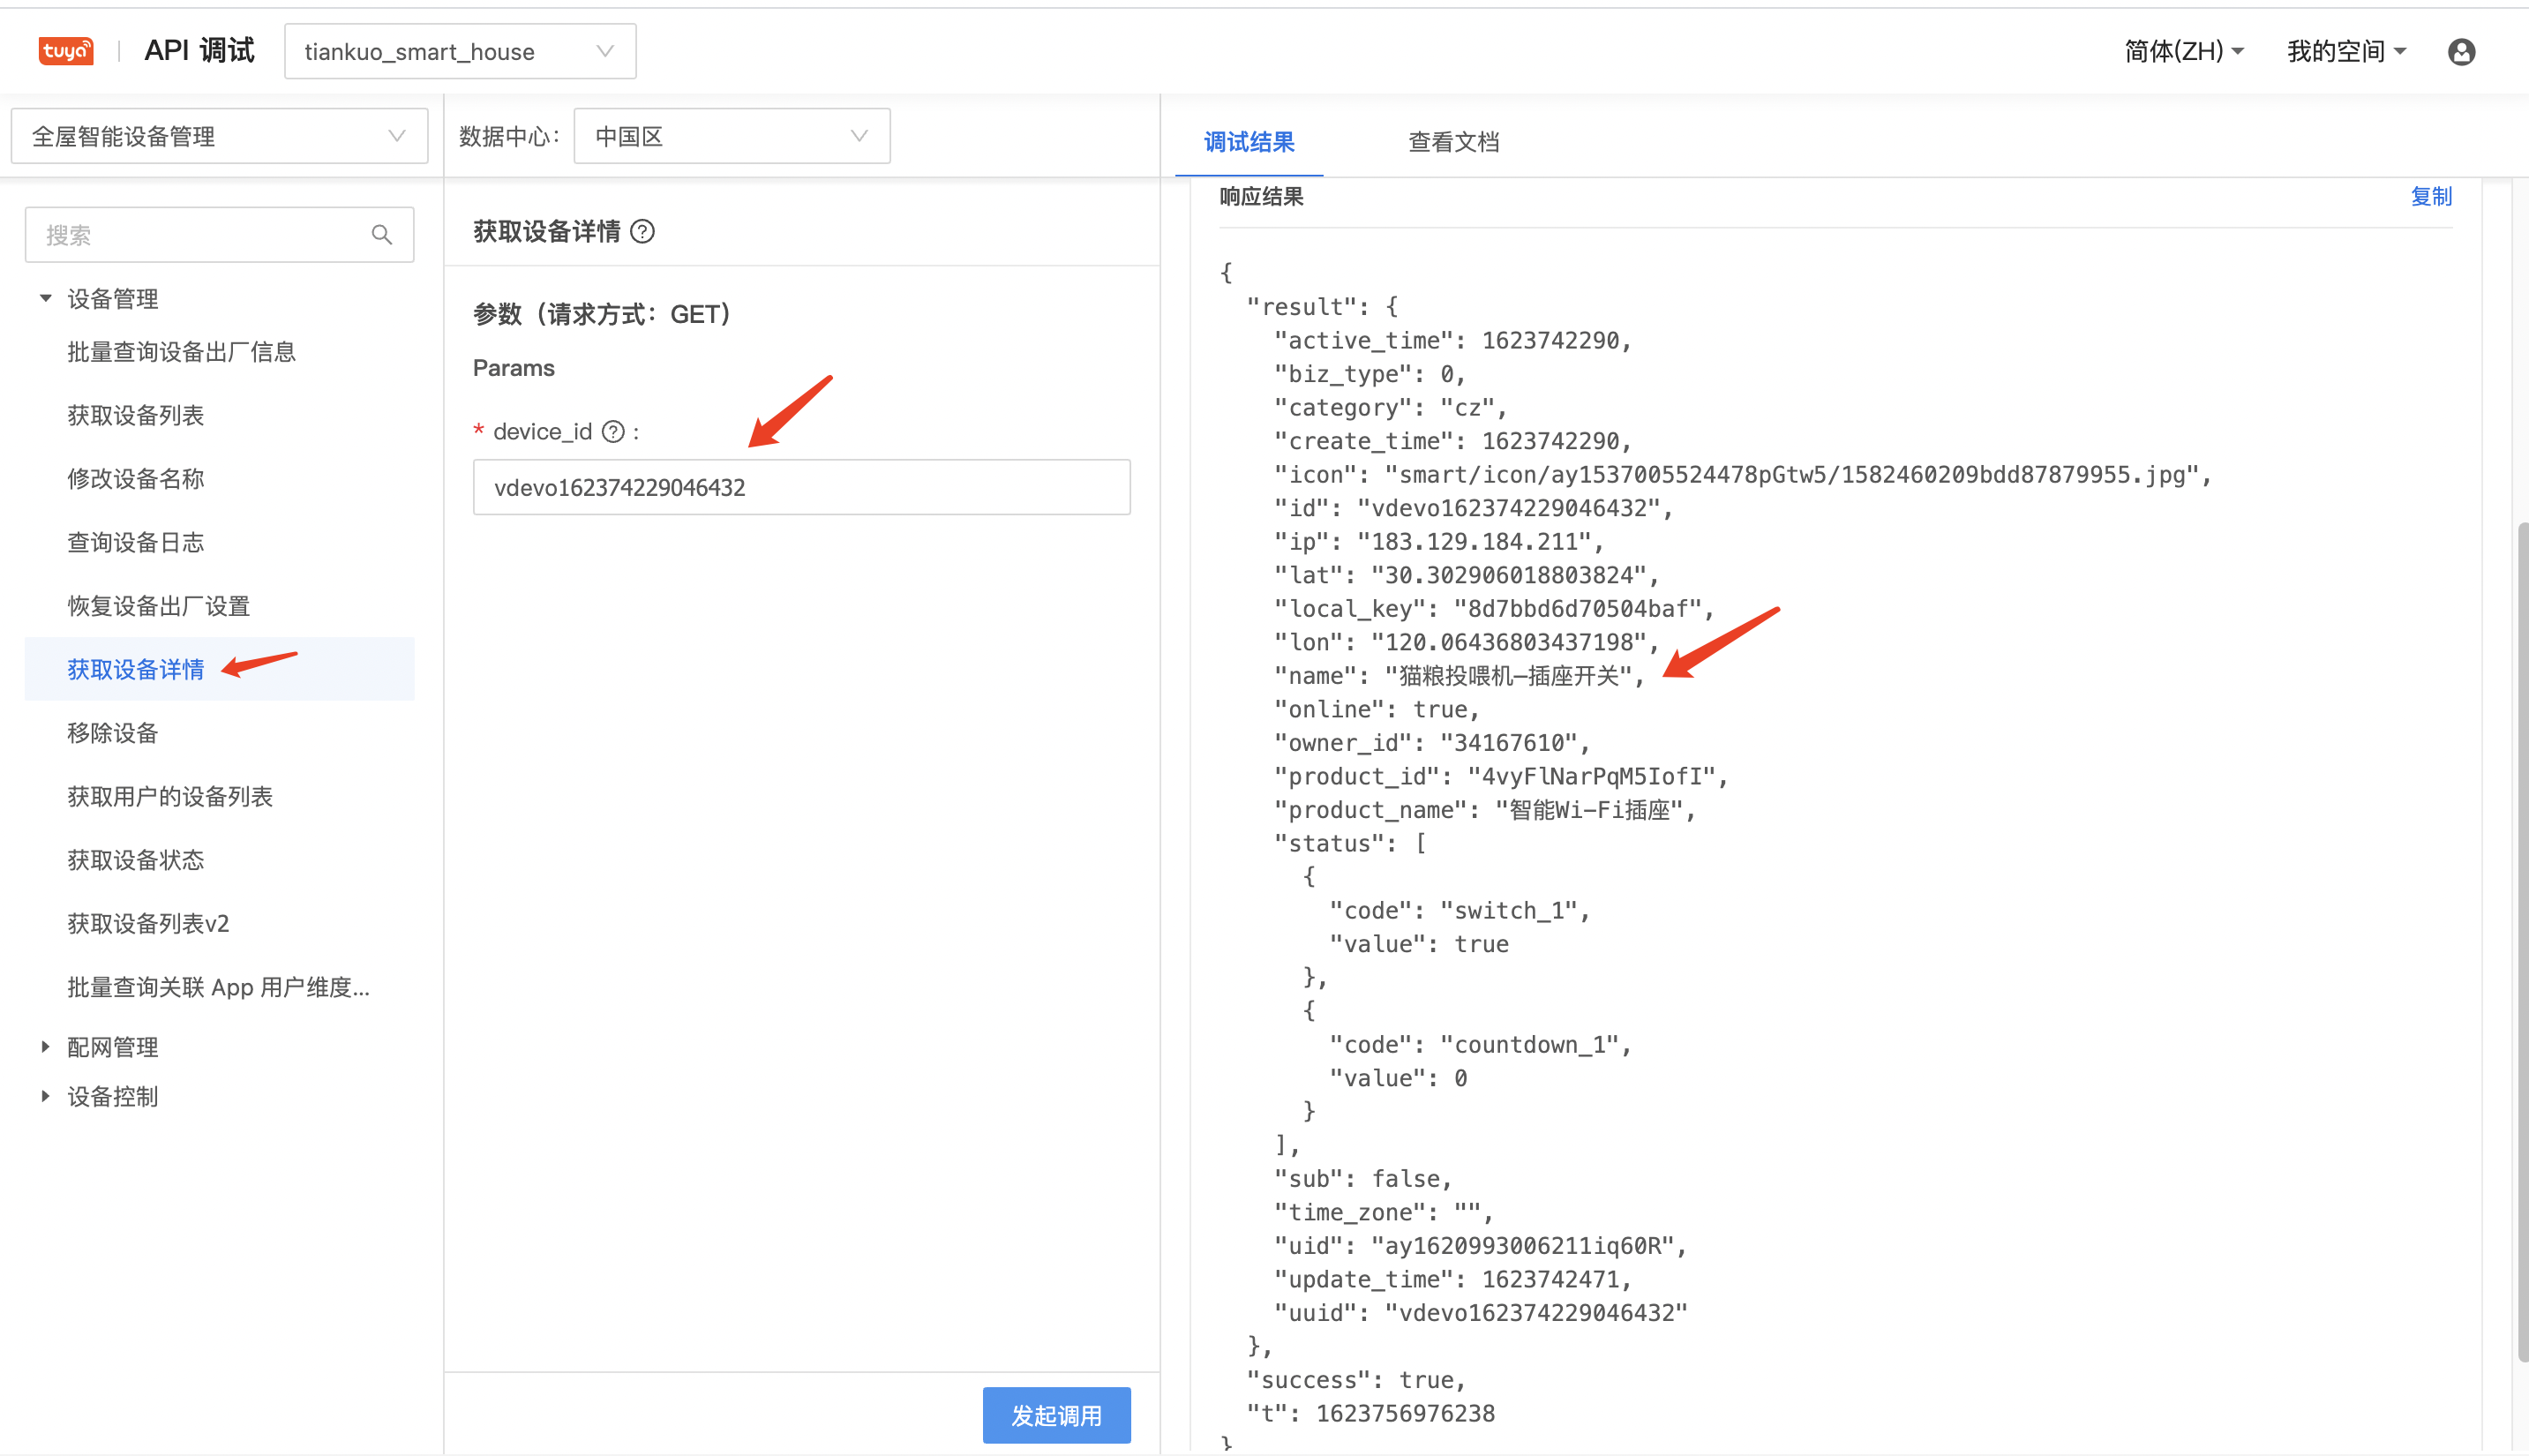 tuya API 调试 tiankuo_smart_house 简体(ZH) 我的空间
全屋智能设备管理
搜索
设备管理
批量查询设备出厂信息
获取设备列表
修改设备名称
查询设备日志
恢复设备出厂设置
获取设备详情
移除设备
获取用户的设备列表
获取设备状态
获取设备列表v2
批量查询关联 App 用户维度...
配网管理
设备控制
数据中心： 中国区
获取设备详情 ?
参数（请求方式：GET）
Params
* device_id ? :
vdevo162374229046432
发起调用
调试结果 查看文档
响应结果 复制
{
"result": {
"active_time": 1623742290,
"biz_type": 0,
"category": "cz",
"create_time": 1623742290,
"icon": "smart/icon/ay1537005524478pGtw5/1582460209bdd87879955.jpg",
"id": "vdevo162374229046432",
"ip": "183.129.184.211",
"lat": "30.302906018803824",
"local_key": "8d7bbd6d70504baf",
"lon": "120.06436803437198",
"name": "猫粮投喂机-插座开关",
"online": true,
"owner_id": "34167610",
"product_id": "4vyFlNarPqM5IofI",
"product_name": "智能Wi-Fi插座",
"status": [
{
"code": "switch_1",
"value": true
},
{
"code": "countdown_1",
"value": 0
}
],
"sub": false,
"time_zone": "",
"uid": "ay1620993006211iq60R",
"update_time": 1623742471,
"uuid": "vdevo162374229046432"
},
"success": true,
"t": 1623756976238
}